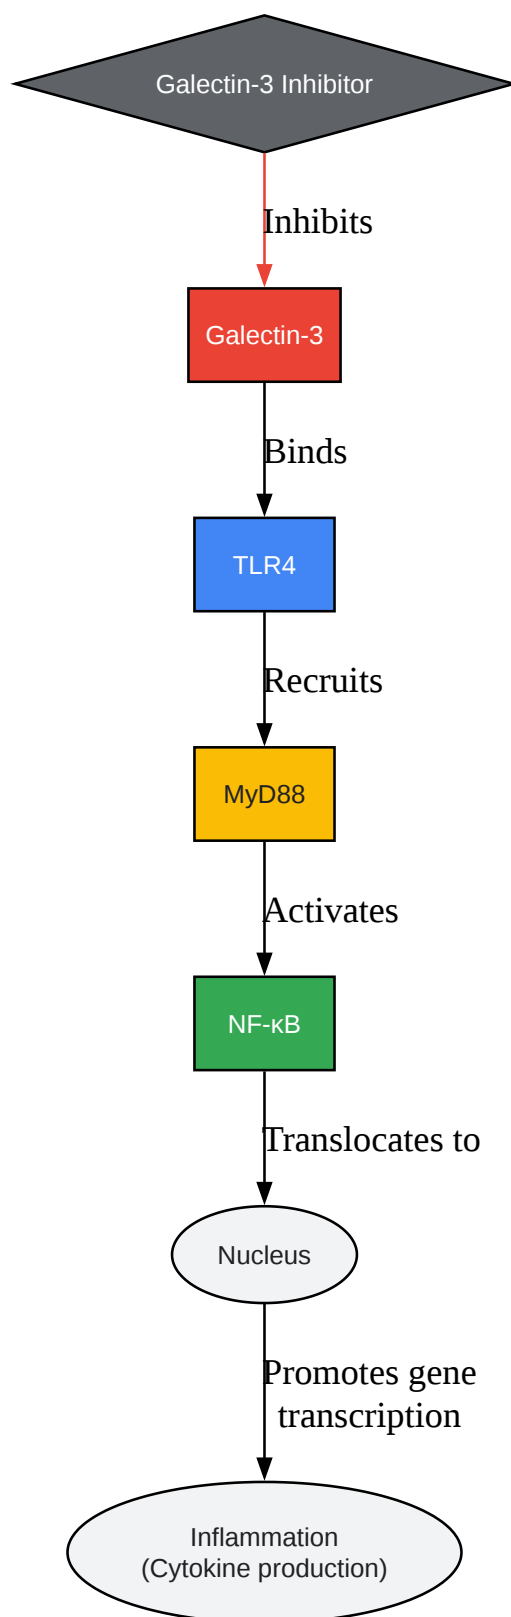 Galectin-3 Inhibitor
Inhibits
Galectin-3
Binds
TLR4
Recruits
MyD88
Activates
NF-κB
Translocates to
Nucleus
Promotes gene
transcription
Inflammation
(Cytokine production)